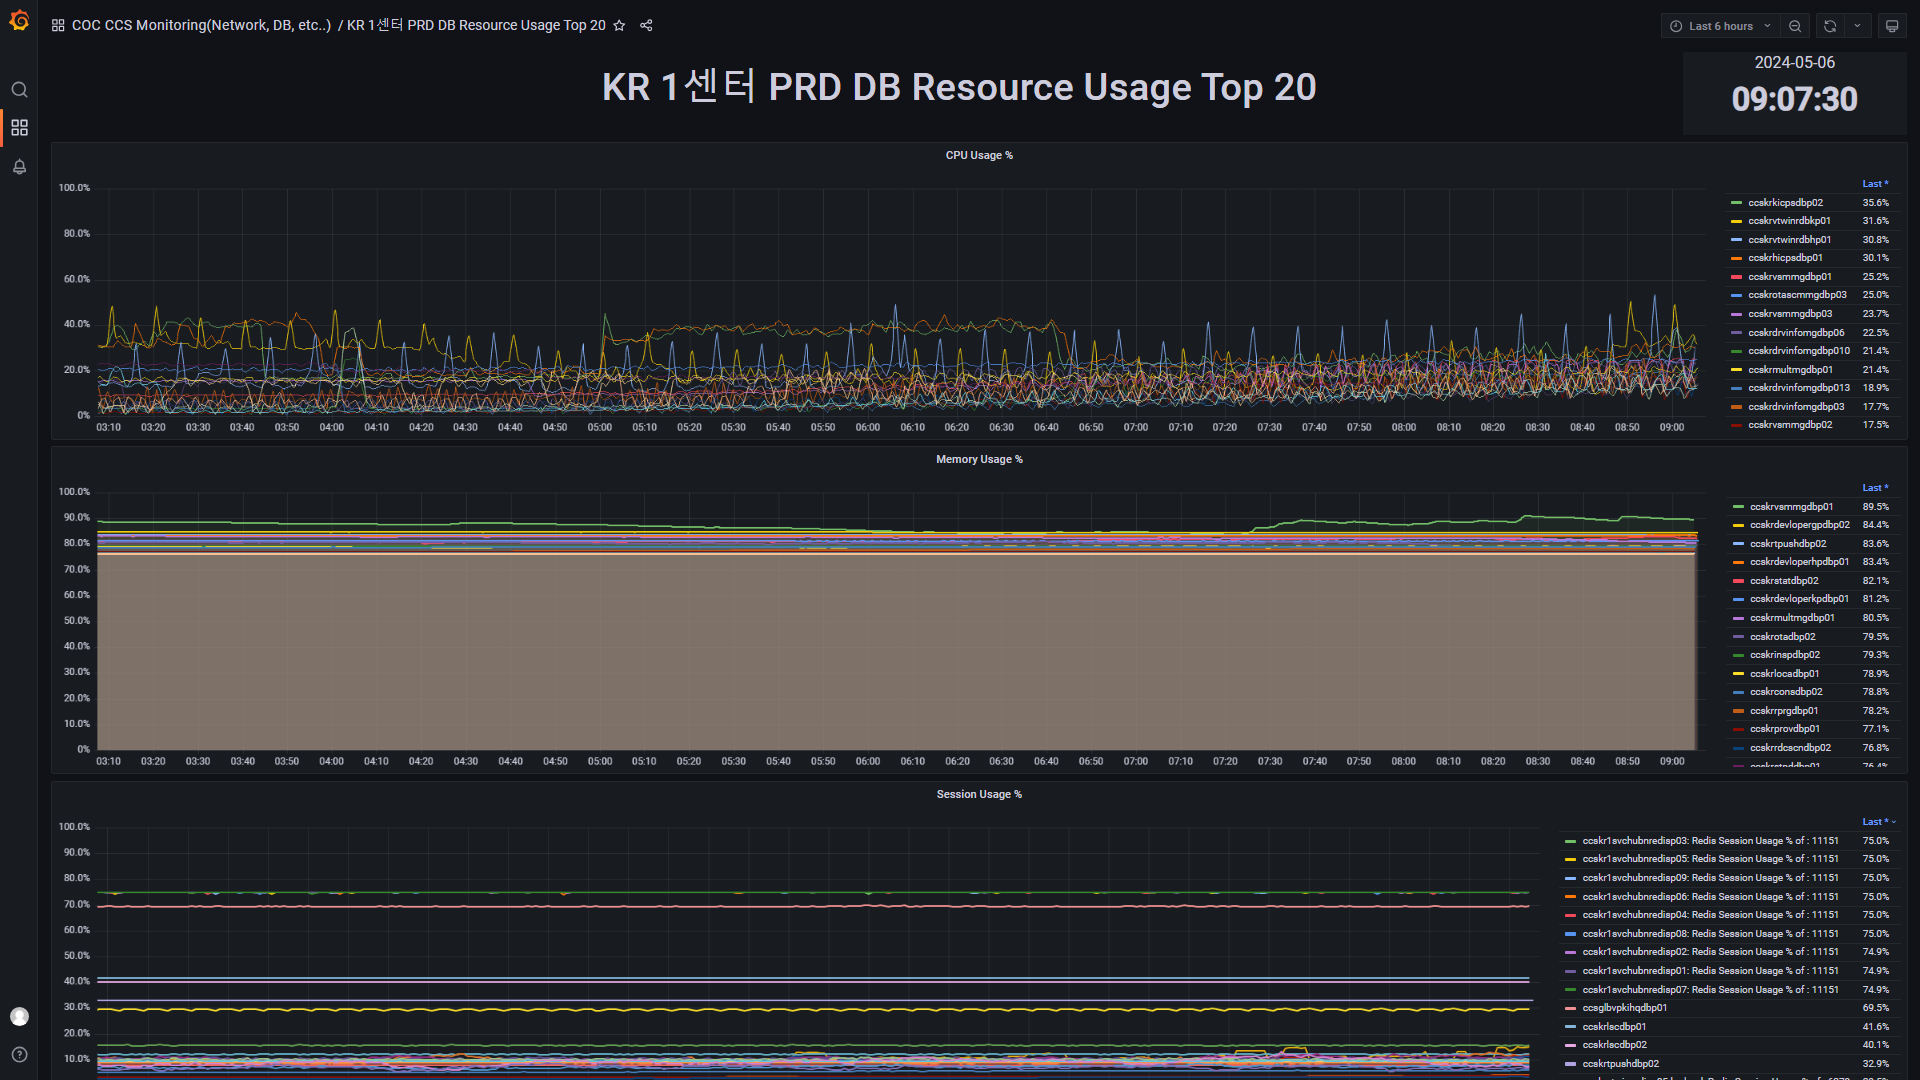 COC CCS Monitoring(Network, DB, etc..) / KR 1센터 PRD DB Resource Usage Top 20
Last 6 hours
KR 1센터 PRD DB Resource Usage Top 20
2024-05-06
09:07:30
CPU Usage %
100.0%
80.0%
60.0%
40.0%
20.0%
0%
03:10 03:20 03:30 03:40 03:50 04:00 04:10 04:20 04:30 04:40 04:50 05:00 05:10 05:20 05:30 05:40 05:50 06:00 06:10 06:20 06:30 06:40 06:50 07:00 07:10 07:20 07:30 07:40 07:50 08:00 08:10 08:20 08:30 08:40 08:50 09:00
Last *
ccskrkicpsdbp02 35.6%
ccskrvtwinrdbkp01 31.6%
ccskrvtwinrdbhp01 30.8%
ccskrhicpsdbp01 30.1%
ccskrvsmmgdbp01 25.2%
ccskrotascmmgdbp03 25.0%
ccskrvsmmgdbp03 23.7%
ccskrdrvinfomgdbp06 22.5%
ccskrdrvinfomgdbp010 21.4%
ccskrmultmgdbp01 21.4%
ccskrdrvinfomgdbp013 18.9%
ccskrdrvinfomgdbp03 17.7%
ccskrvsmmgdbp02 17.5%
Memory Usage %
100.0%
90.0%
80.0%
70.0%
60.0%
50.0%
40.0%
30.0%
20.0%
10.0%
0%
03:10 03:20 03:30 03:40 03:50 04:00 04:10 04:20 04:30 04:40 04:50 05:00 05:10 05:20 05:30 05:40 05:50 06:00 06:10 06:20 06:30 06:40 06:50 07:00 07:10 07:20 07:30 07:40 07:50 08:00 08:10 08:20 08:30 08:40 08:50 09:00
Last *
ccskrvsmmgdbp01 89.5%
ccskrdevlopergpdbp02 84.4%
ccskrtpushdbp02 83.6%
ccskrdevloperhpdbp01 83.4%
ccskrstatdbp02 82.1%
ccskrdevloperkpdbp01 81.2%
ccskrmultmgdbp01 80.5%
ccskrotadbp02 79.5%
ccskrinspdbp02 79.3%
ccskrlocadbp01 78.9%
ccskrconsdbp02 78.8%
ccskrrprgdbp01 78.2%
ccskrprovdbp01 77.1%
ccskrrdcscndbp02 76.8%
Session Usage %
100.0%
90.0%
80.0%
70.0%
60.0%
50.0%
40.0%
30.0%
20.0%
10.0%
Last *
ccskr1svchubnredisp03: Redis Session Usage % of : 11151 75.0%
ccskr1svchubnredisp05: Redis Session Usage % of : 11151 75.0%
ccskr1svchubnredisp09: Redis Session Usage % of : 11151 75.0%
ccskr1svchubnredisp06: Redis Session Usage % of : 11151 75.0%
ccskr1svchubnredisp04: Redis Session Usage % of : 11151 75.0%
ccskr1svchubnredisp08: Redis Session Usage % of : 11151 75.0%
ccskr1svchubnredisp02: Redis Session Usage % of : 11151 74.9%
ccskr1svchubnredisp01: Redis Session Usage % of : 11151 74.9%
ccskr1svchubnredisp07: Redis Session Usage % of : 11151 74.9%
ccsglbvpkihqdbp01 69.5%
ccskrlscdbp01 41.6%
ccskrlscdbp02 40.1%
ccskrtpushdbp02 32.9%